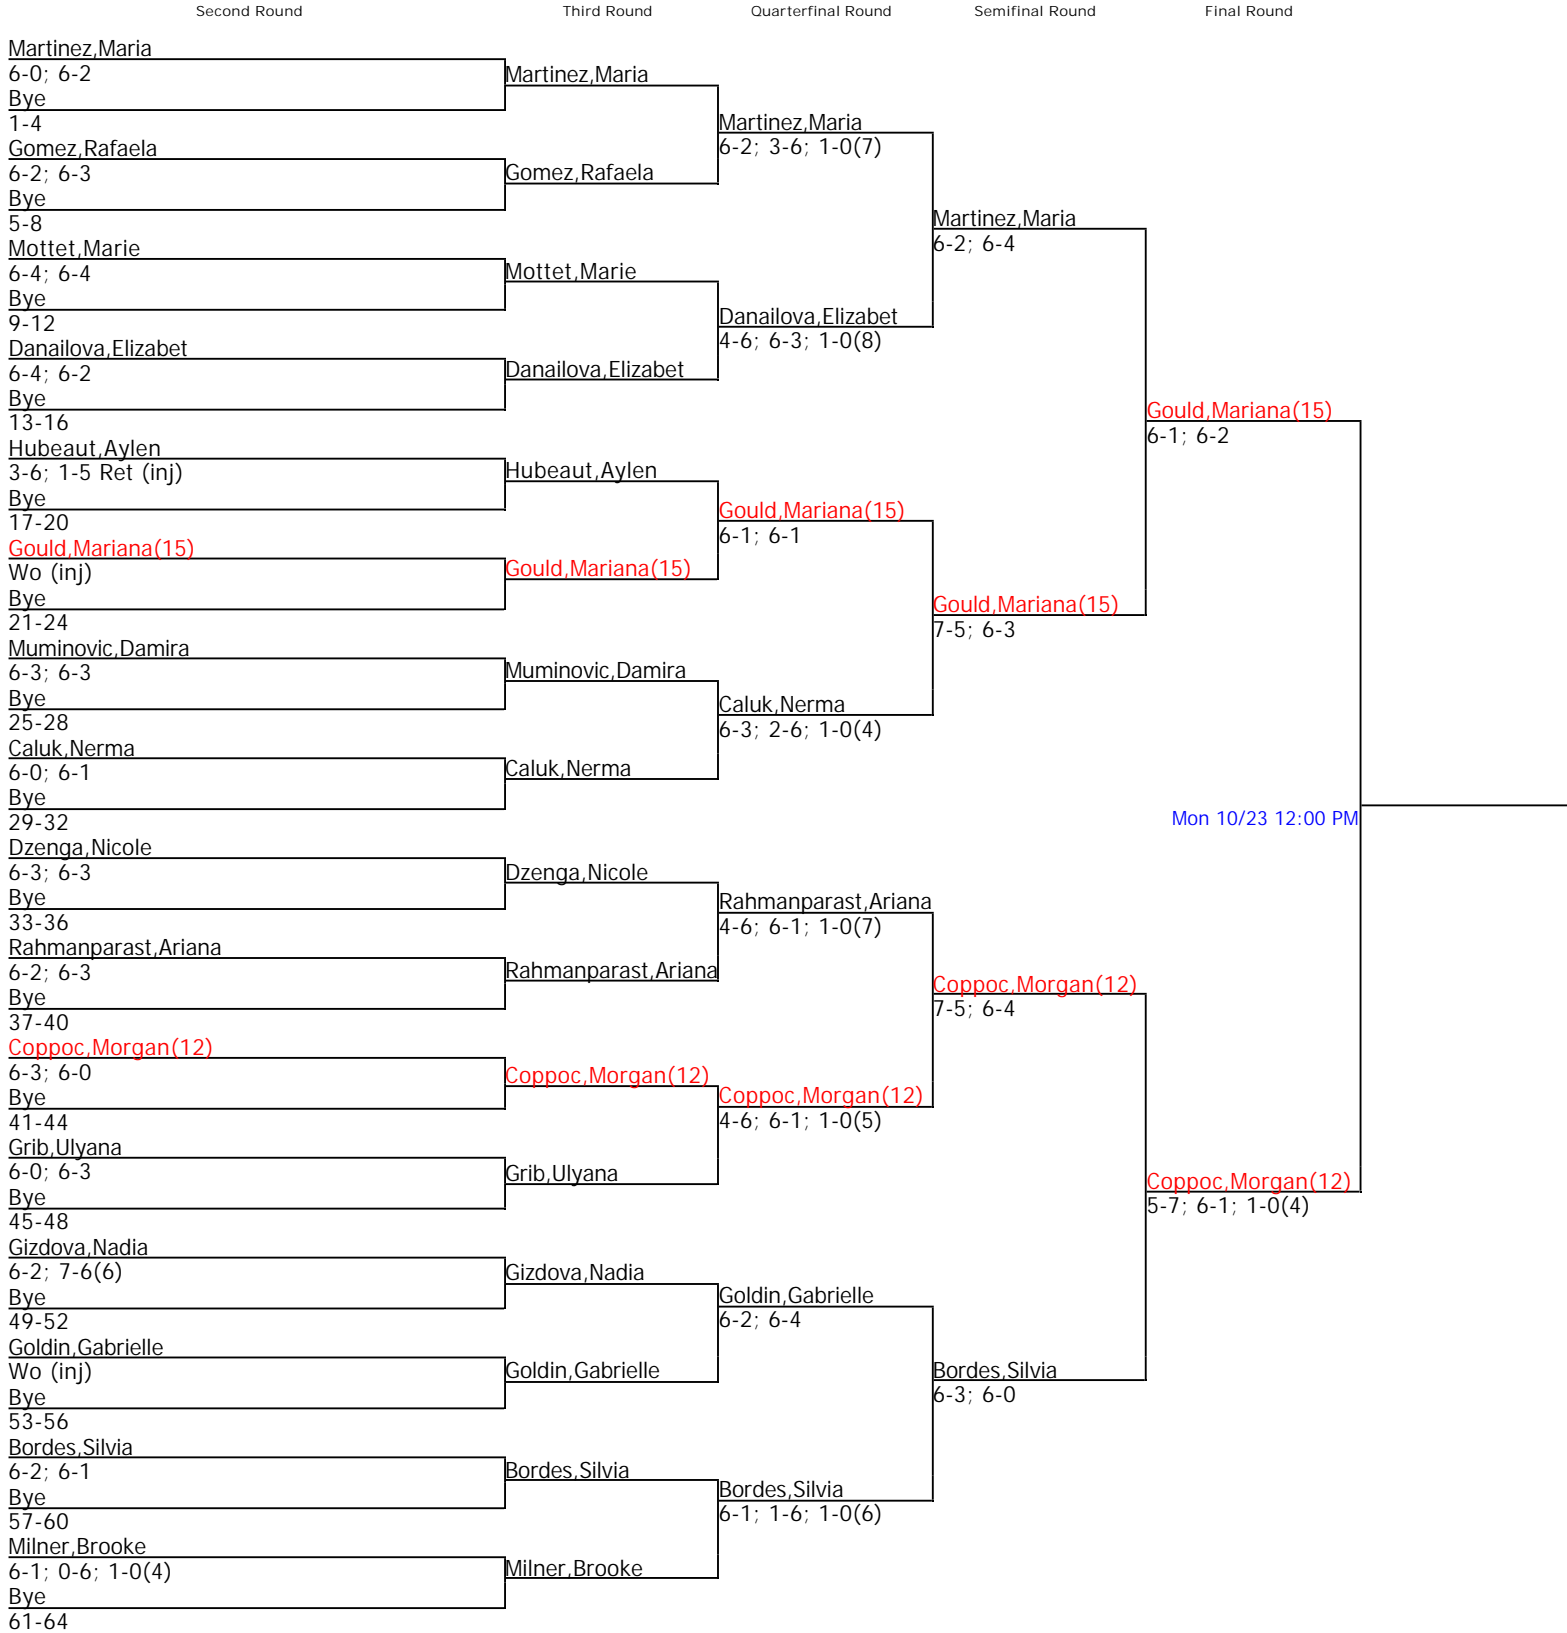 Second Round
Third Round
Quarterfinal Round
Semifinal Round
Final Round
Martinez,Maria
6-0; 6-2
Bye
1-4
Gomez,Rafaela
6-2; 6-3
Bye
5-8
Mottet,Marie
6-4; 6-4
Bye
9-12
Danailova,Elizabet
6-4; 6-2
Bye
13-16
Hubeaut,Aylen
3-6; 1-5 Ret (inj)
Bye
17-20
Gould,Mariana(15)
Wo (inj)
Bye
21-24
Muminovic,Damira
6-3; 6-3
Bye
25-28
Caluk,Nerma
6-0; 6-1
Bye
29-32
Dzenga,Nicole
6-3; 6-3
Bye
33-36
Rahmanparast,Ariana
6-2; 6-3
Bye
37-40
Coppoc,Morgan(12)
6-3; 6-0
Bye
41-44
Grib,Ulyana
6-0; 6-3
Bye
45-48
Gizdova,Nadia
6-2; 7-6(6)
Bye
49-52
Goldin,Gabrielle
Wo (inj)
Bye
53-56
Bordes,Silvia
6-2; 6-1
Bye
57-60
Milner,Brooke
6-1; 0-6; 1-0(4)
Bye
61-64
Martinez,Maria
Gomez,Rafaela
Mottet,Marie
Danailova,Elizabet
Hubeaut,Aylen
Gould,Mariana(15)
Muminovic,Damira
Caluk,Nerma
Dzenga,Nicole
Rahmanparast,Ariana
Coppoc,Morgan(12)
Grib,Ulyana
Gizdova,Nadia
Goldin,Gabrielle
Bordes,Silvia
Milner,Brooke
Martinez,Maria
6-2; 3-6; 1-0(7)
Danailova,Elizabet
4-6; 6-3; 1-0(8)
Gould,Mariana(15)
6-1; 6-1
Caluk,Nerma
6-3; 2-6; 1-0(4)
Rahmanparast,Ariana
4-6; 6-1; 1-0(7)
Coppoc,Morgan(12)
4-6; 6-1; 1-0(5)
Goldin,Gabrielle
6-2; 6-4
Bordes,Silvia
6-1; 1-6; 1-0(6)
Martinez,Maria
6-2; 6-4
Gould,Mariana(15)
7-5; 6-3
Coppoc,Morgan(12)
7-5; 6-4
Bordes,Silvia
6-3; 6-0
Gould,Mariana(15)
6-1; 6-2
Mon 10/23 12:00 PM
Coppoc,Morgan(12)
5-7; 6-1; 1-0(4)